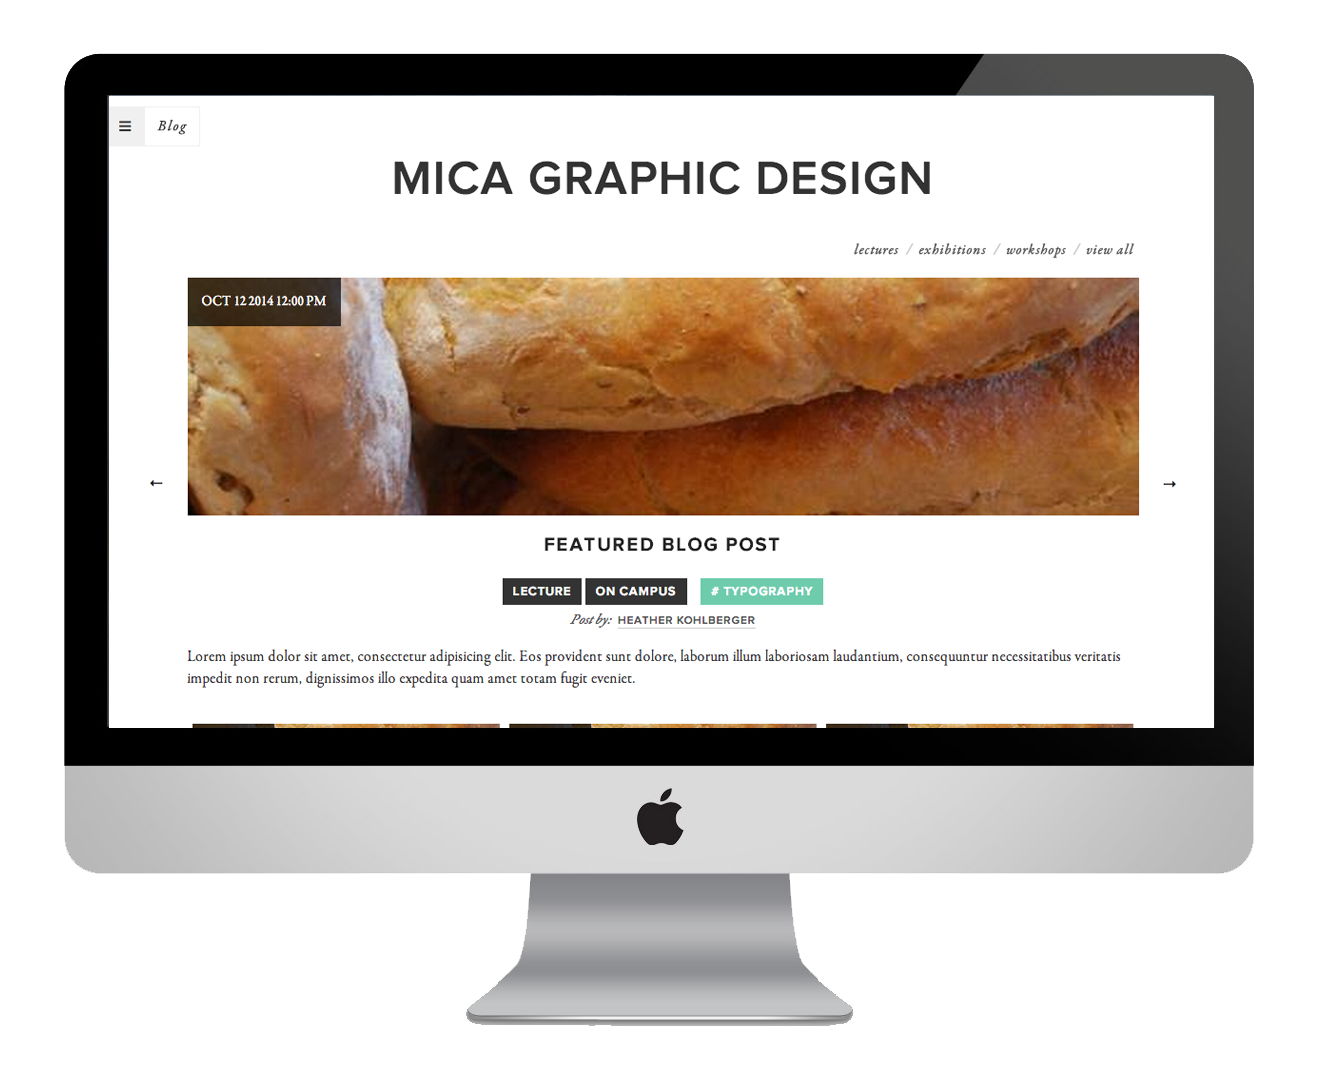 Blog
MICA GRAPHIC DESIGN
lectures / exhibitions / workshops / view all
OCT 12 2014 12:00 PM
FEATURED BLOG POST
LECTURE ON CAMPUS # TYPOGRAPHY
Post by: HEATHER KOHLBERGER
Lorem ipsum dolor sit amet, consectetur adipisicing elit. Eos provident sunt dolore, laborum illum laboriosam laudantium, consequuntur necessitatibus veritatis
impedit non rerum, dignissimos illo expedita quam amet totam fugit eveniet.